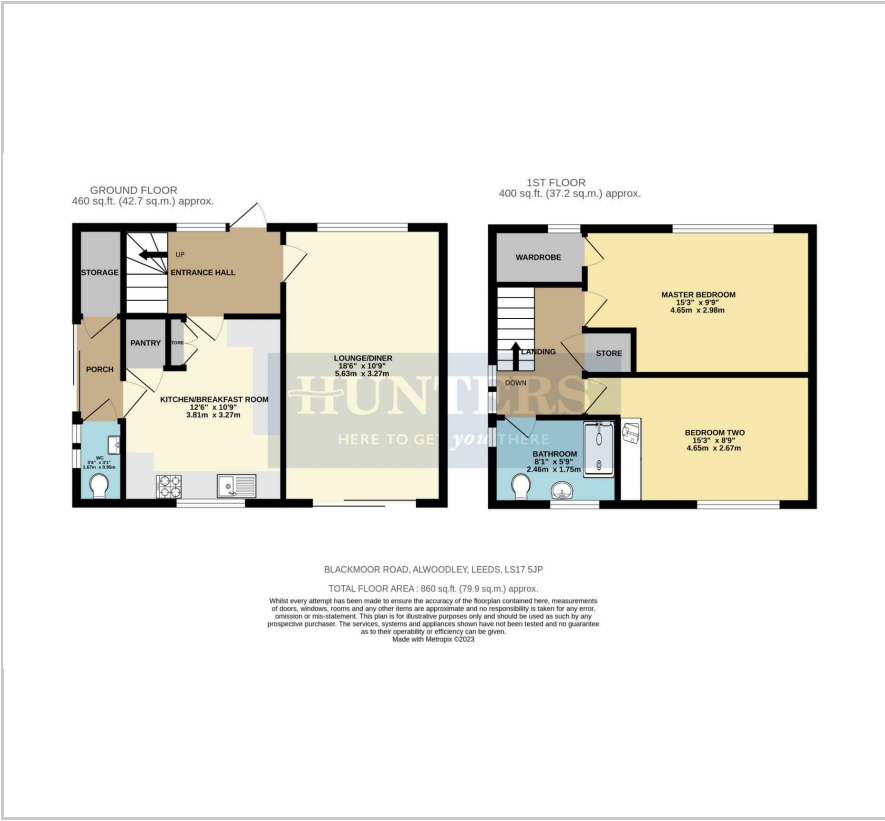 GROUND FLOOR
460 sq.ft. (42.7 sq.m.) approx.
STORAGE
UP
ENTRANCE HALL
PANTRY
STORE
PORCH
LOUNGE/DINER
18'6" x 10'9"
5.63m x 3.27m
KITCHEN/BREAKFAST ROOM
12'6" x 10'9"
3.81m x 3.27m
WC
5'6" x 3'1"
1.67m x 0.95m
1ST FLOOR
400 sq.ft. (37.2 sq.m.) approx.
WARDROBE
MASTER BEDROOM
15'3" x 9'9"
4.65m x 2.98m
LANDING
STORE
DOWN
BEDROOM TWO
15'3" x 8'9"
4.65m x 2.67m
BATHROOM
8'1" x 5'9"
2.46m x 1.75m
HUNTERS
HERE TO GET you THERE
BLACKMOOR ROAD, ALWOODLEY, LEEDS, LS17 5JP
TOTAL FLOOR AREA : 860 sq.ft. (79.9 sq.m.) approx.
Whilst every attempt has been made to ensure the accuracy of the floorplan contained here, measurements
of doors, windows, rooms and any other items are approximate and no responsibility is taken for any error,
omission or mis-statement. This plan is for illustrative purposes only and should be used as such by any
prospective purchaser. The services, systems and appliances shown have not been tested and no guarantee
as to their operability or efficiency can be given.
Made with Metropix ©2023